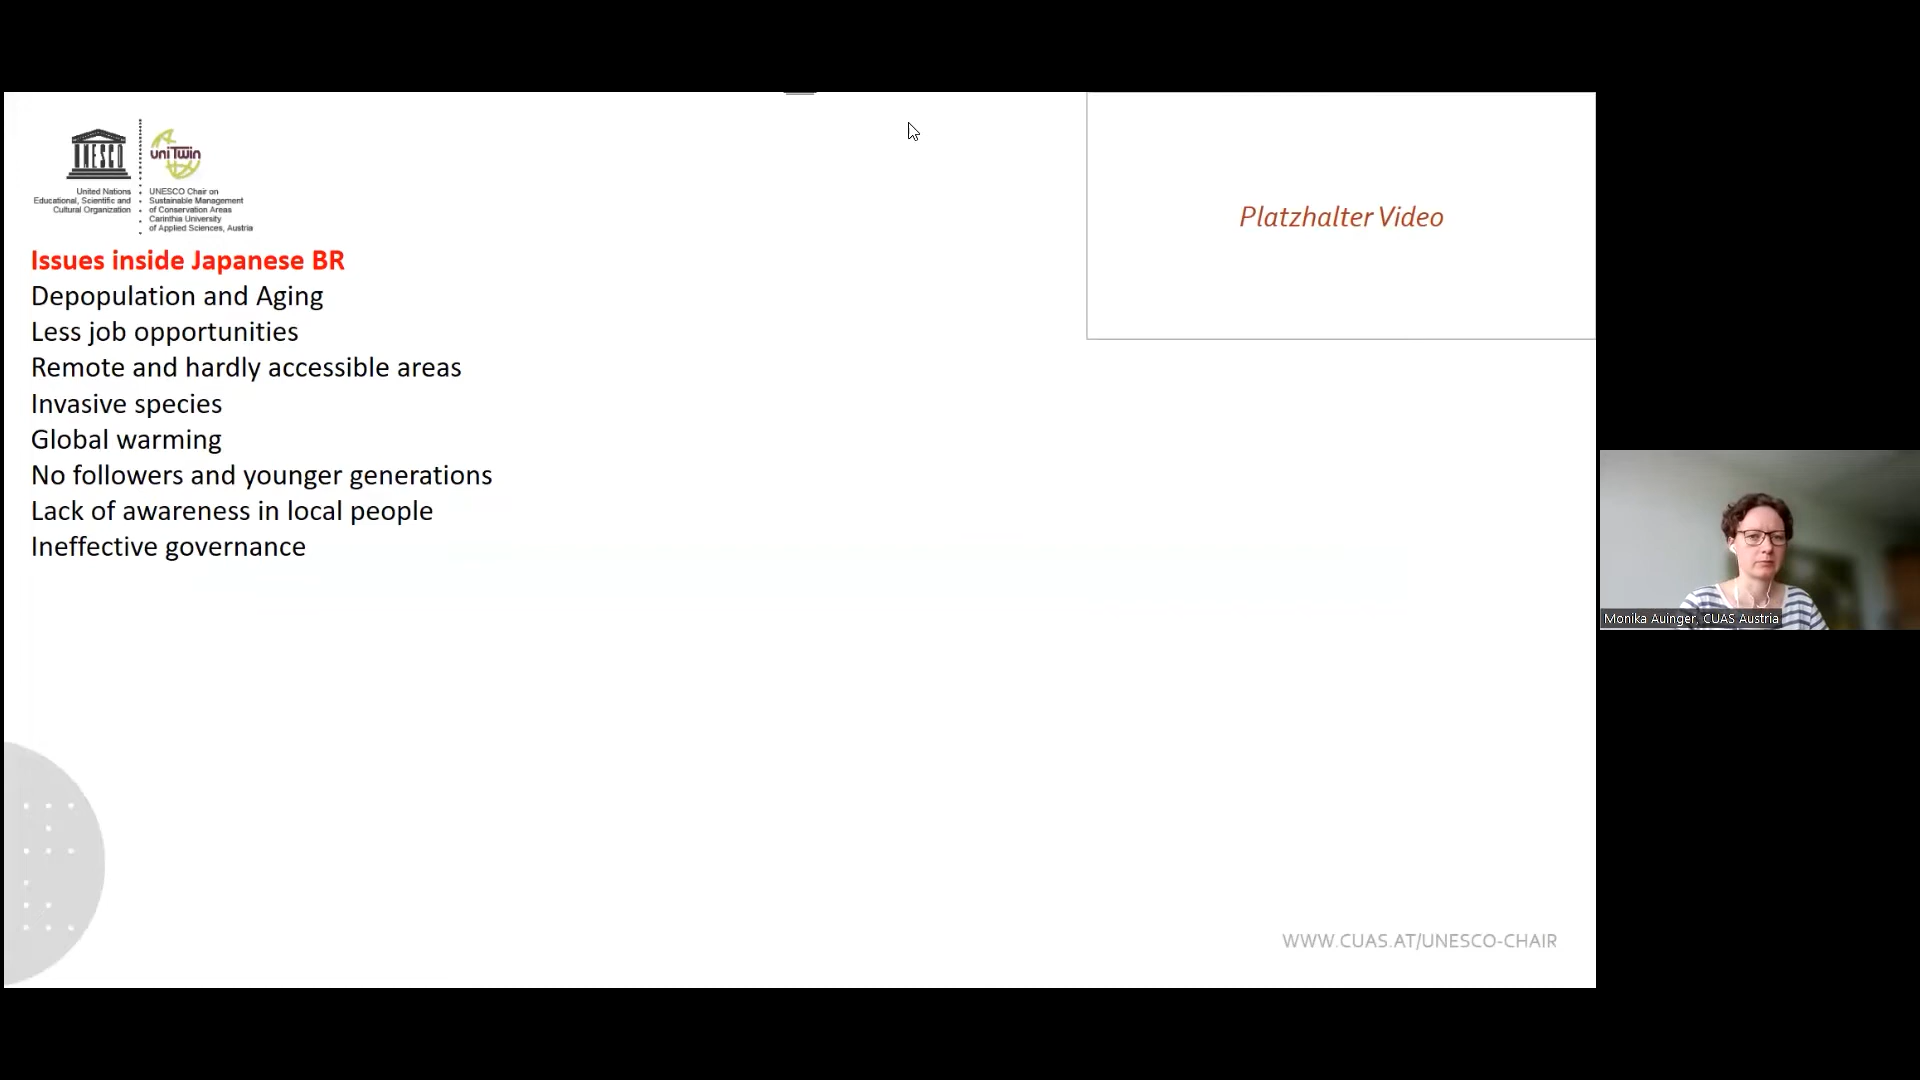 UNESCO
uniTwin
United Nations
Educational, Scientific and
Cultural Organization
UNESCO Chair on
Sustainable Management
of Conservation Areas
Carinthia University
of Applied Sciences, Austria
Platzhalter Video
Issues inside Japanese BR
Depopulation and Aging
Less job opportunities
Remote and hardly accessible areas
Invasive species
Global warming
No followers and younger generations
Lack of awareness in local people
Ineffective governance
Monika Auinger, CUAS Austria
WWW.CUAS.AT/UNESCO-CHAIR